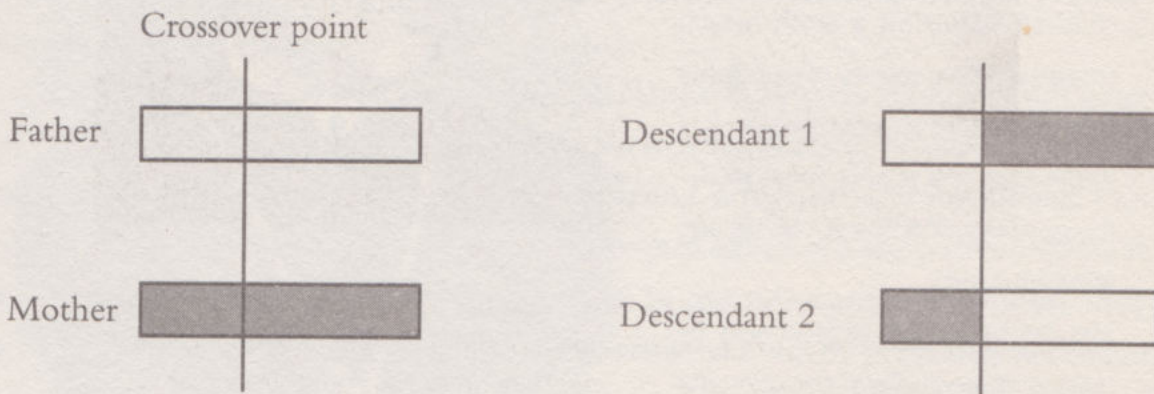 Crossover point
Father
Descendant 1
Mother
Descendant 2